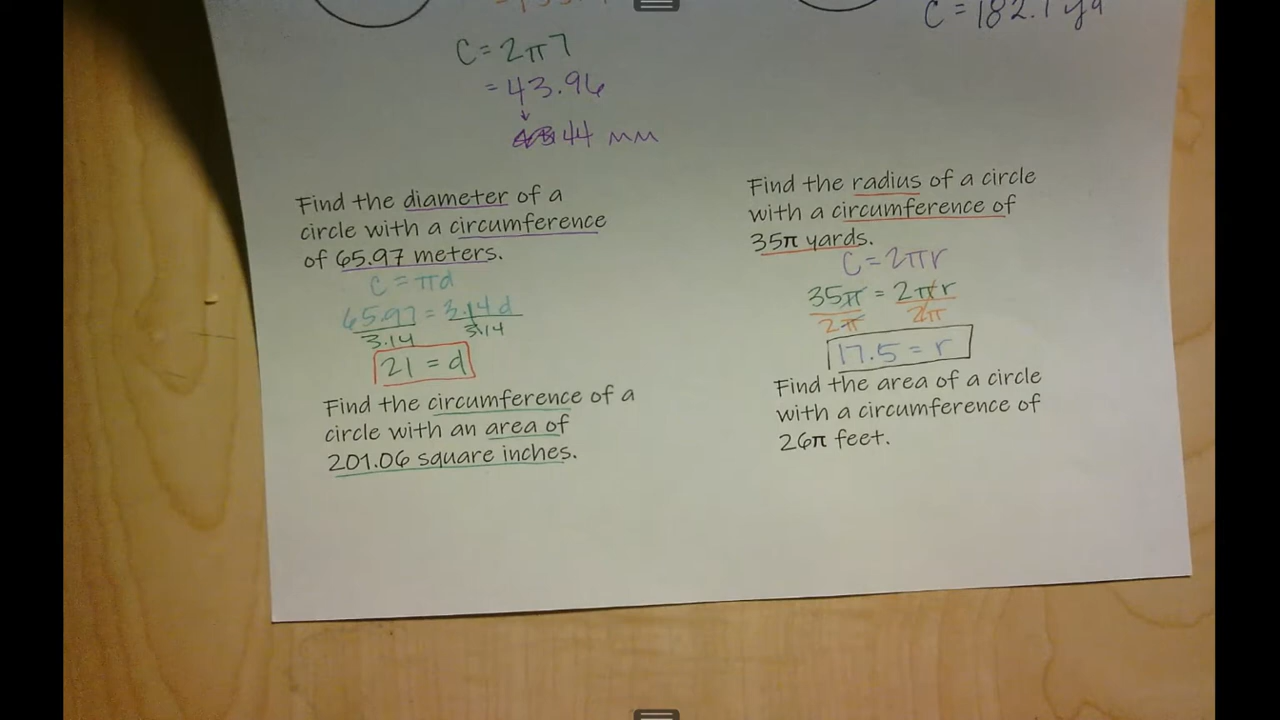 C = 182.1 yd
C = 2π7
= 43.96
44 mm
Find the diameter of a
circle with a circumference
of 65.97 meters.
C = πd
65.97 = 3.14 d
3.14 3.14
21 = d
Find the radius of a circle
with a circumference of
35π yards.
C = 2πr
35π = 2πr
2π 2π
17.5 = r
Find the circumference of a
circle with an area of
201.06 square inches.
Find the area of a circle
with a circumference of
26π feet.